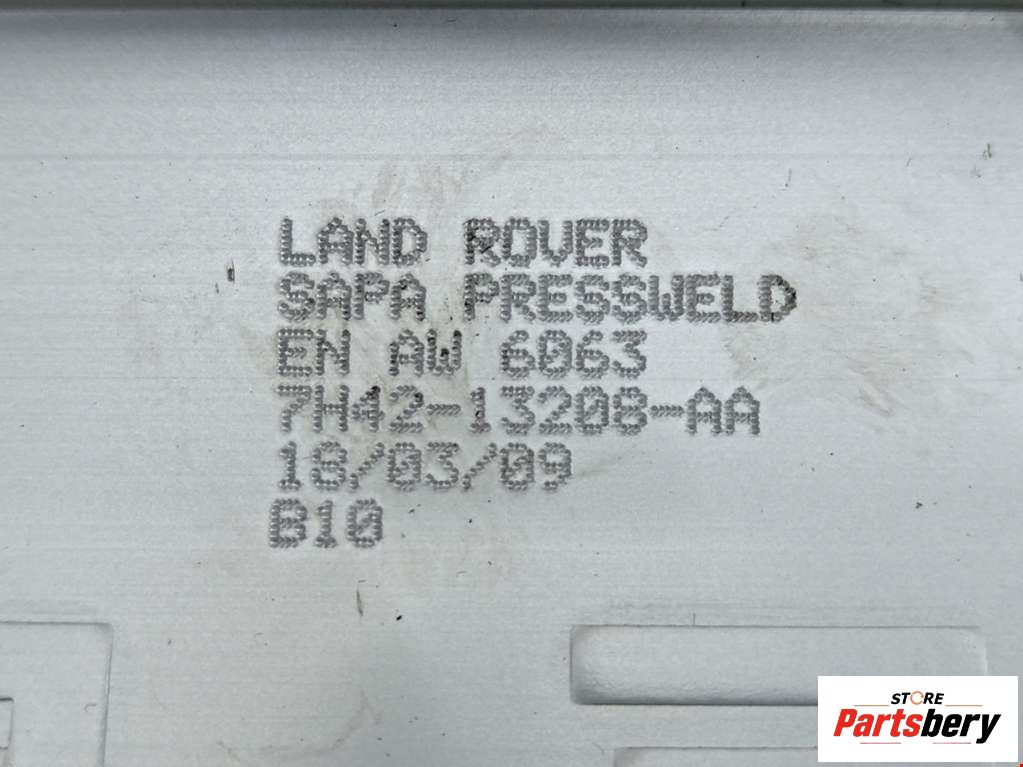 LAND ROVER
SAPA PRESSWELD
EN AW 6063
7H42-13208-AA
18/03/09
B10
STORE
Partsbery